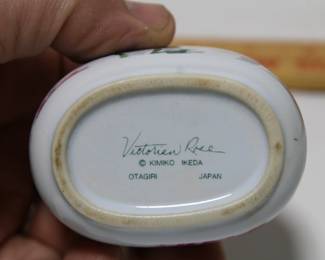 Victorian Rose
© KIMIKO IKEDA
OTAGIRI JAPAN